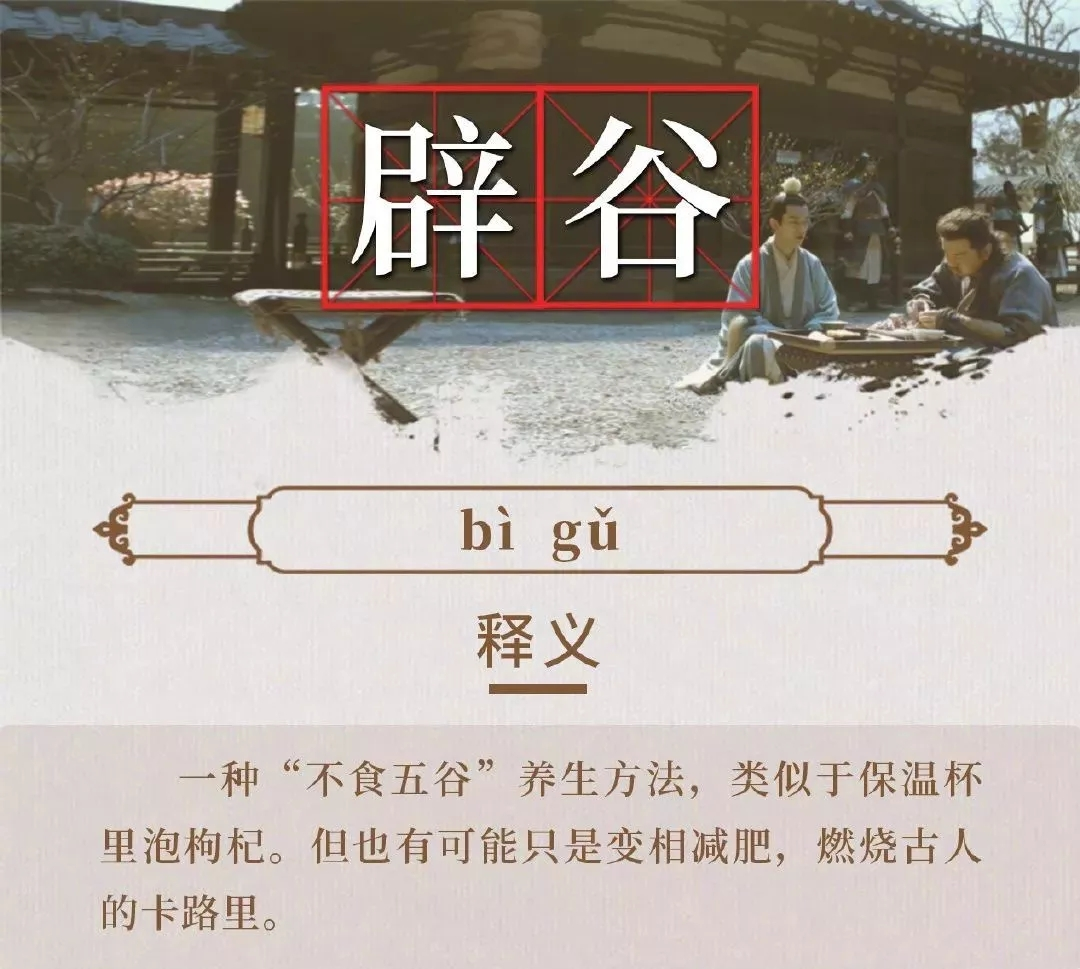 辟谷
bì gǔ
释义
一种“不食五谷”养生方法，类似于保温杯
里泡枸杞。但也有可能只是变相减肥，燃烧古人
的卡路里。